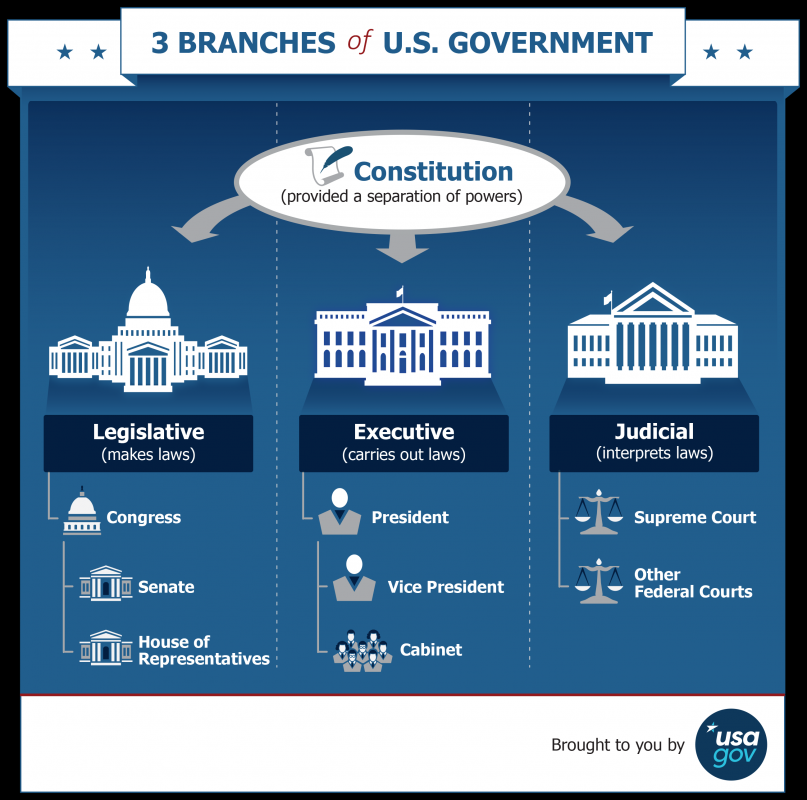 3 BRANCHES of U.S. GOVERNMENT
Constitution
(provided a separation of powers)
Legislative
(makes laws)
Congress
Senate
House of
Representatives
Executive
(carries out laws)
President
Vice President
Cabinet
Judicial
(interprets laws)
Supreme Court
Other
Federal Courts
Brought to you by
usa
gov